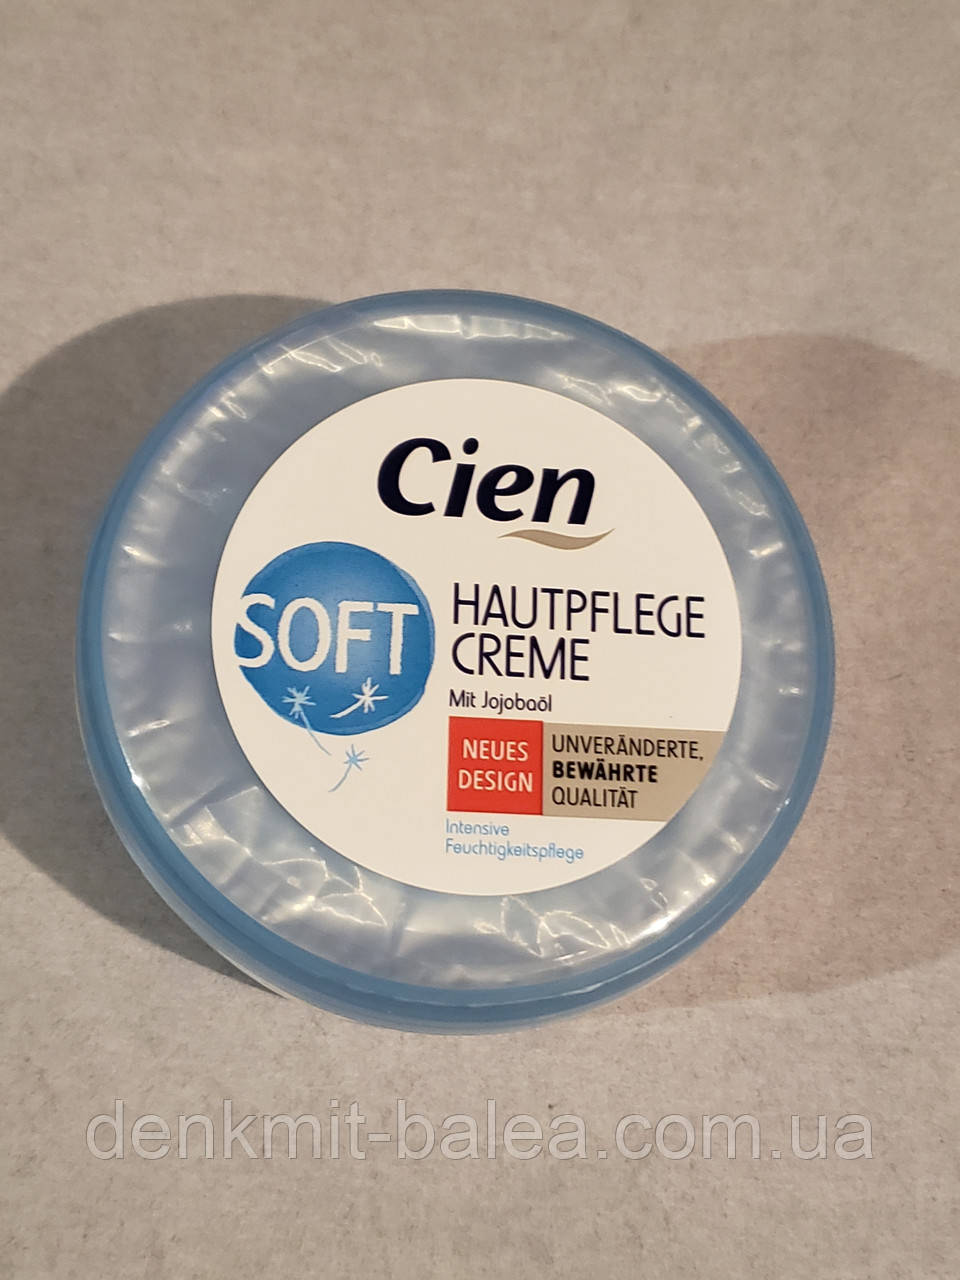 Cien
SOFT
HAUTPFLEGE
CREME
Mit Jojobaöl
NEUES
DESIGN
UNVERÄNDERTE,
BEWÄHRTE
QUALITÄT
Intensive
Feuchtigkeitspflege
denkmit-balea.com.ua